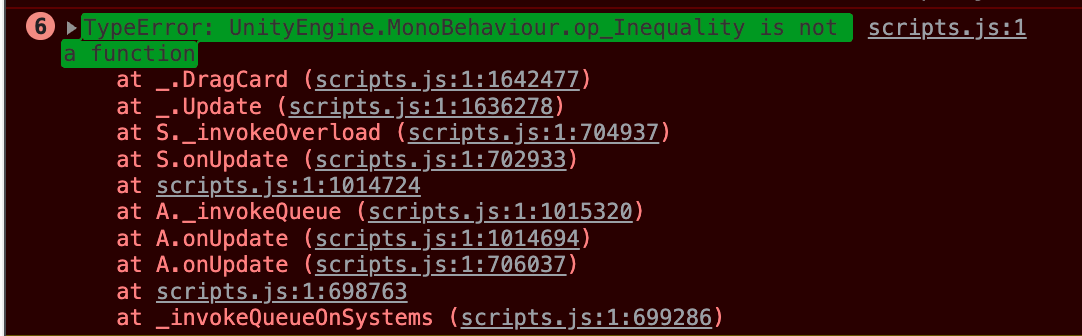 6 ▶TypeError: UnityEngine.MonoBehaviour.op_Inequality is not scripts.js:1
a function
at _.DragCard (scripts.js:1:1642477)
at _.Update (scripts.js:1:1636278)
at S._invokeOverload (scripts.js:1:704937)
at S.onUpdate (scripts.js:1:702933)
at scripts.js:1:1014724
at A._invokeQueue (scripts.js:1:1015320)
at A.onUpdate (scripts.js:1:1014694)
at A.onUpdate (scripts.js:1:706037)
at scripts.js:1:698763
at _invokeQueueOnSystems (scripts.js:1:699286)